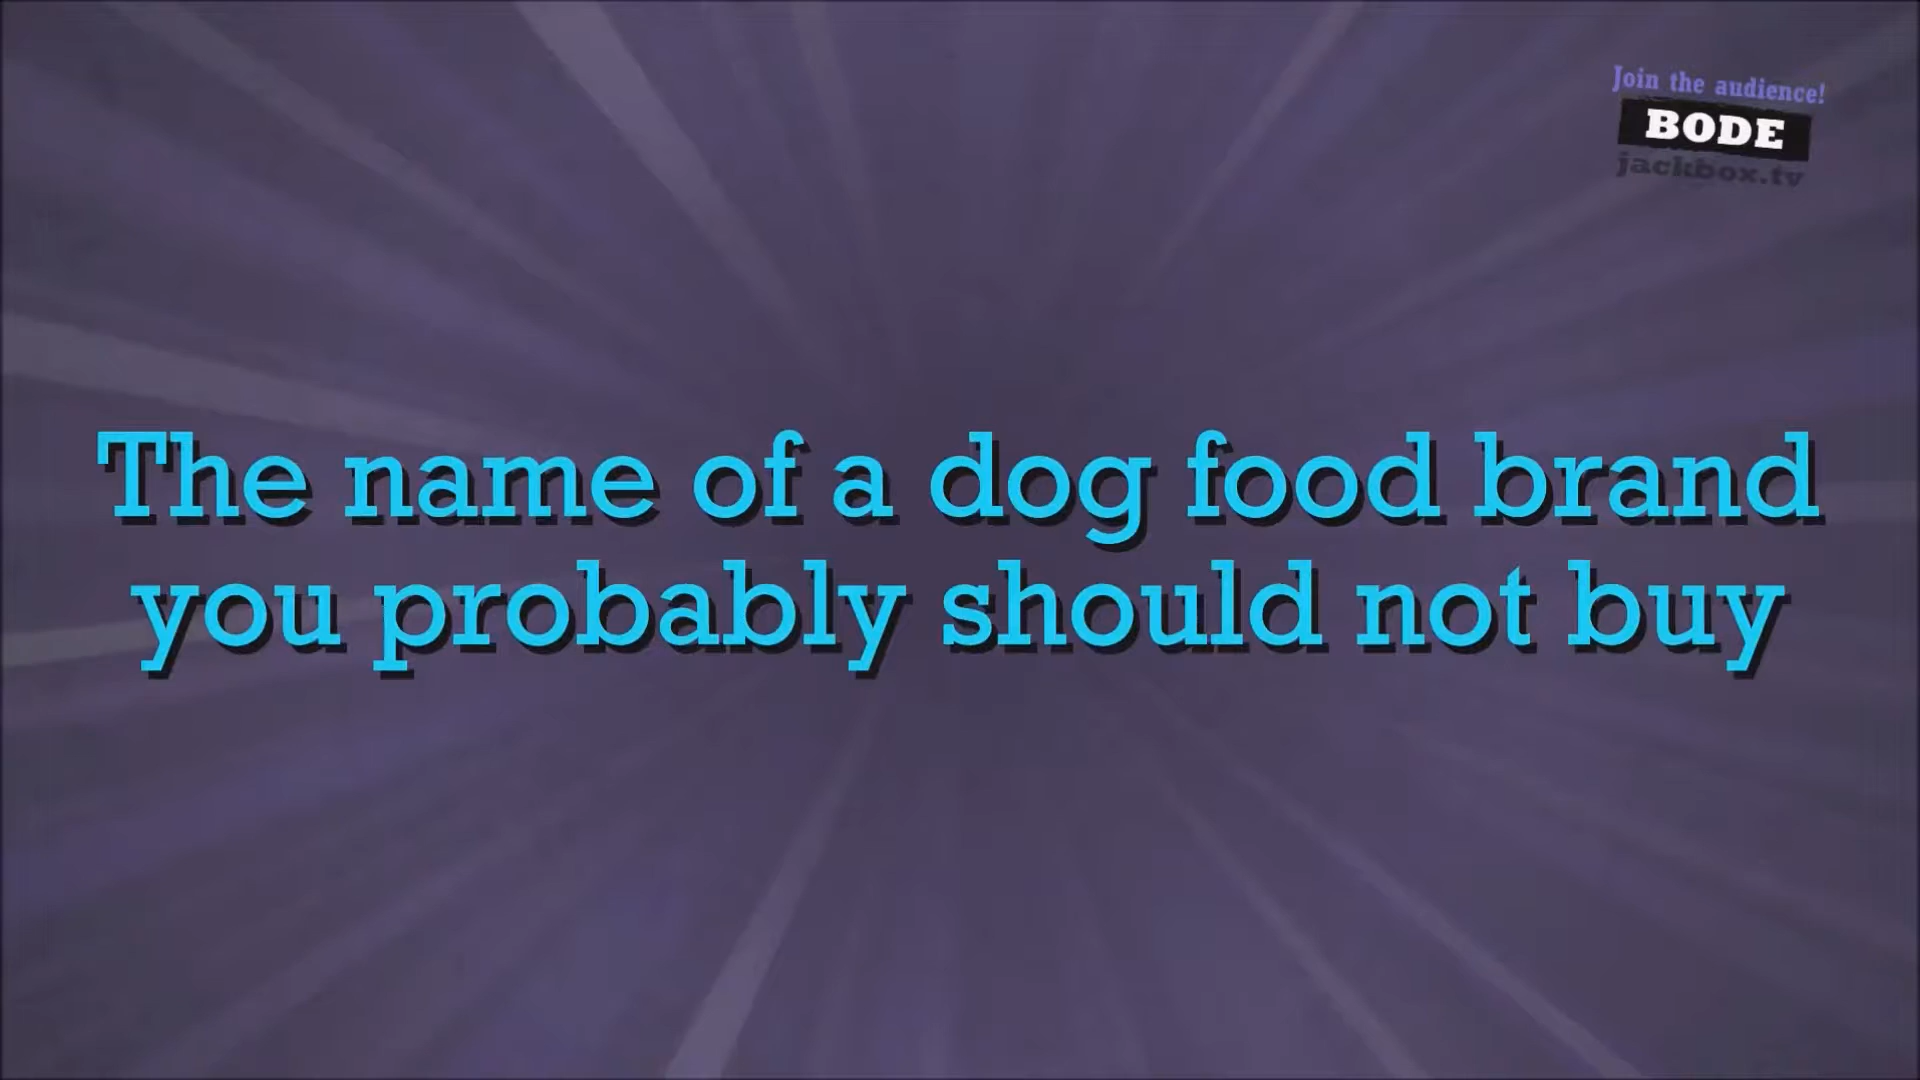 Join the audience!
BODE
jackbox.tv
The name of a dog food brand
you probably should not buy